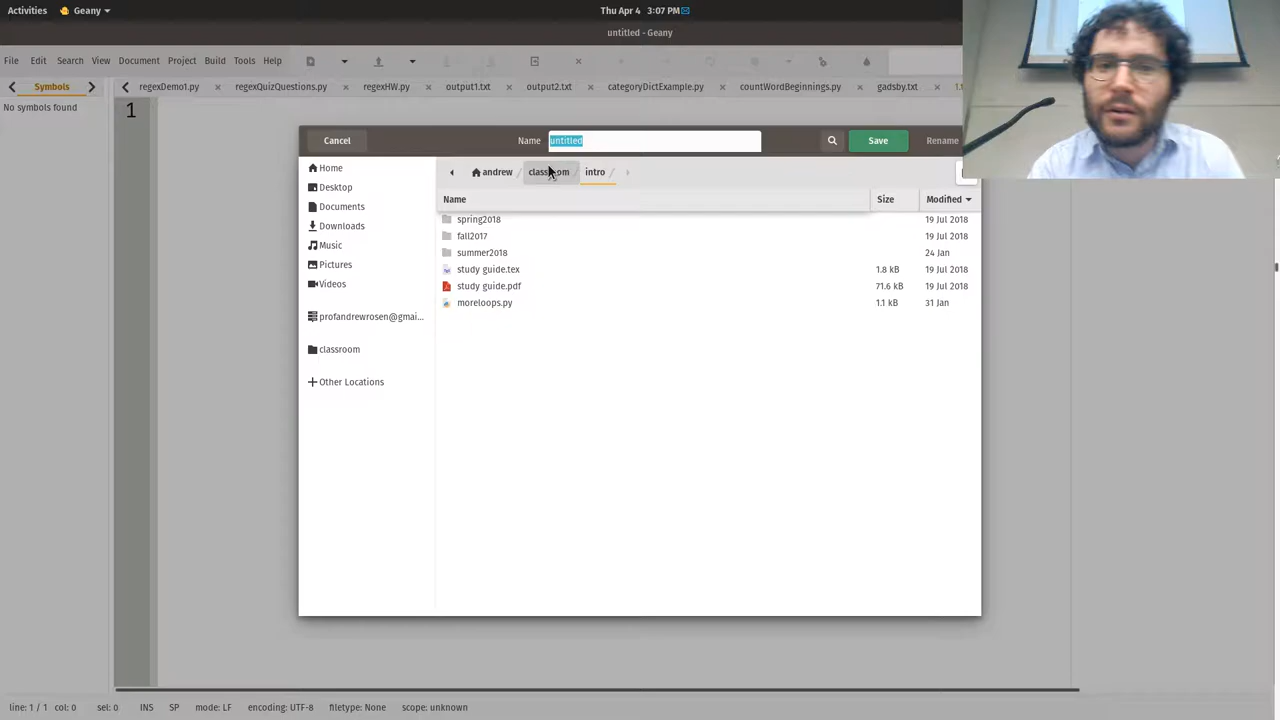 Activities Geany Thu Apr 4 3:07 PM
untitled - Geany
File Edit Search View Document Project Build Tools Help
Symbols regexDemo1.py regexQuizQuestions.py regexHW.py output1.txt output2.txt categoryDictExample.py countWordBeginnings.py gadsby.txt
No symbols found
1
Cancel Name untitled Save Rename
Home
Desktop
Documents
Downloads
Music
Pictures
Videos
profandrewrosen@gmai...
classroom
Other Locations
andrew / classroom / intro /
Name Size Modified
spring2018 19 Jul 2018
fall2017 19 Jul 2018
summer2018 24 Jan
study guide.tex 1.8 kB 19 Jul 2018
study guide.pdf 71.6 kB 19 Jul 2018
moreloops.py 1.1 kB 31 Jan
line: 1 / 1 col: 0 sel: 0 INS SP mode: LF encoding: UTF-8 filetype: None scope: unknown